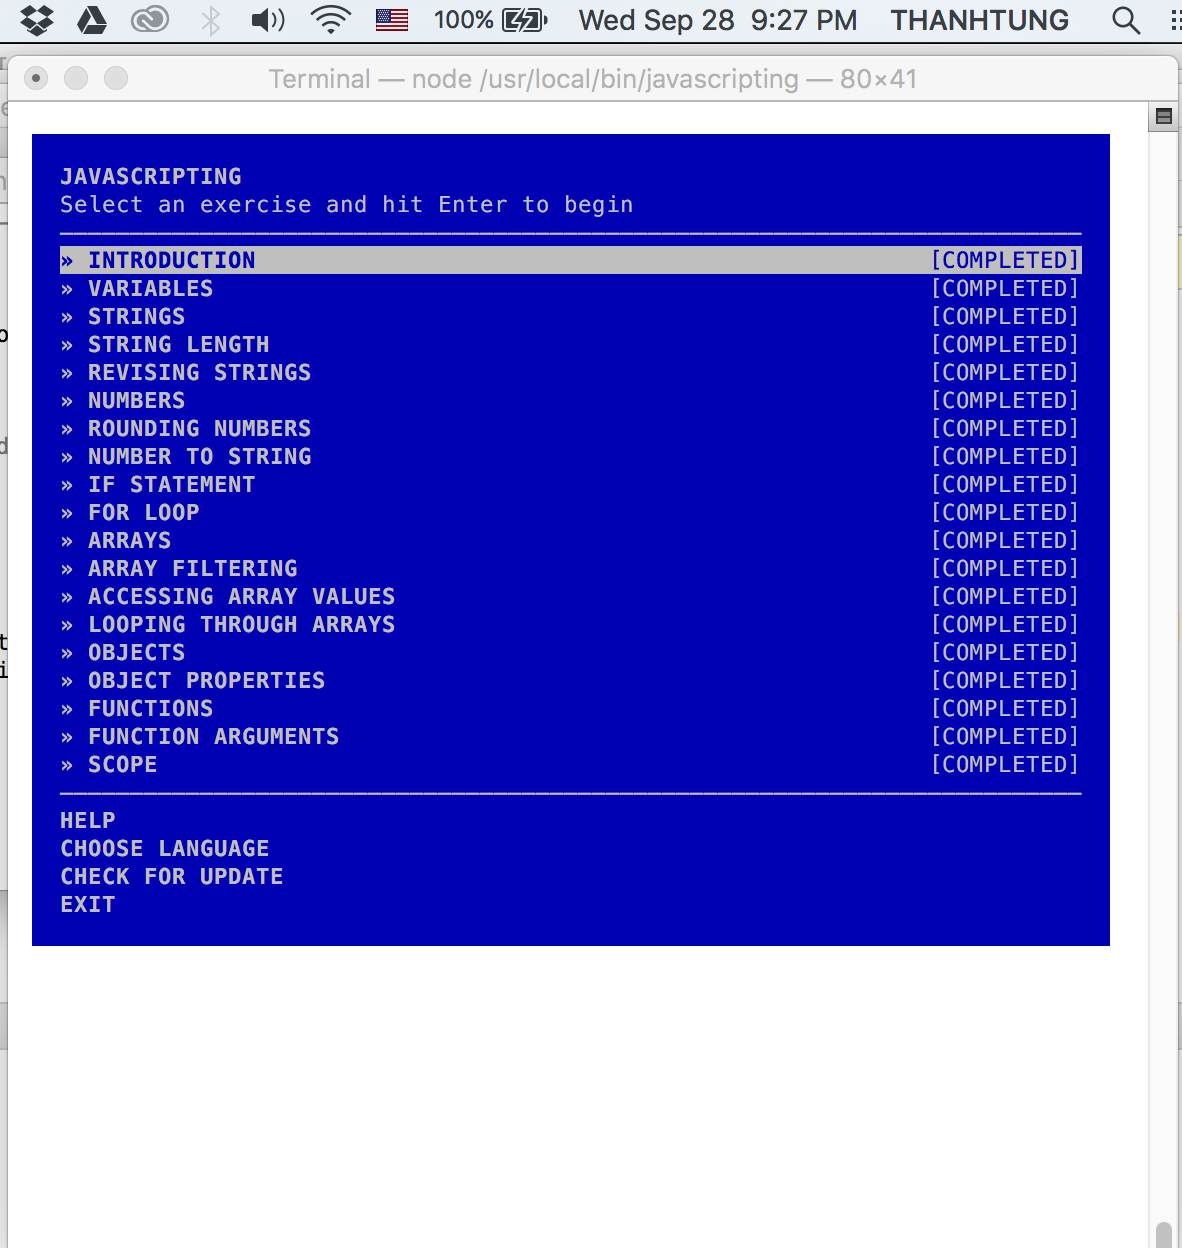 100% Wed Sep 28 9:27 PM THANHTUNG
Terminal — node /usr/local/bin/javascripting — 80×41
JAVASCRIPTING
Select an exercise and hit Enter to begin
» INTRODUCTION [COMPLETED]
» VARIABLES [COMPLETED]
» STRINGS [COMPLETED]
» STRING LENGTH [COMPLETED]
» REVISING STRINGS [COMPLETED]
» NUMBERS [COMPLETED]
» ROUNDING NUMBERS [COMPLETED]
» NUMBER TO STRING [COMPLETED]
» IF STATEMENT [COMPLETED]
» FOR LOOP [COMPLETED]
» ARRAYS [COMPLETED]
» ARRAY FILTERING [COMPLETED]
» ACCESSING ARRAY VALUES [COMPLETED]
» LOOPING THROUGH ARRAYS [COMPLETED]
» OBJECTS [COMPLETED]
» OBJECT PROPERTIES [COMPLETED]
» FUNCTIONS [COMPLETED]
» FUNCTION ARGUMENTS [COMPLETED]
» SCOPE [COMPLETED]
HELP
CHOOSE LANGUAGE
CHECK FOR UPDATE
EXIT